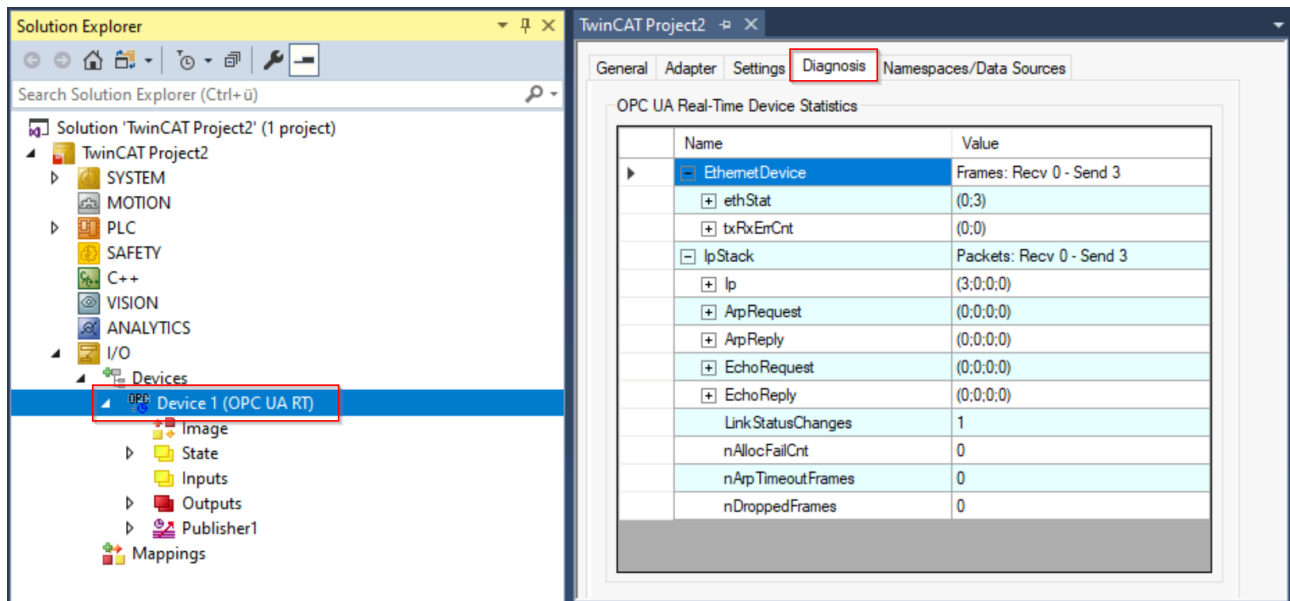 Solution Explorer
Search Solution Explorer (Ctrl+ü)
Solution 'TwinCAT Project2' (1 project)
TwinCAT Project2
SYSTEM
MOTION
PLC
SAFETY
C++
VISION
ANALYTICS
I/O
Devices
Device 1 (OPC UA RT)
Image
State
Inputs
Outputs
Publisher1
Mappings
TwinCAT Project2
General Adapter Settings Diagnosis Namespaces/Data Sources
OPC UA Real-Time Device Statistics
Name Value
EthernetDevice Frames: Recv 0 - Send 3
ethStat (0;3)
txRxErrCnt (0;0)
IpStack Packets: Recv 0 - Send 3
Ip (3;0;0;0)
ArpRequest (0;0;0;0)
ArpReply (0;0;0;0)
EchoRequest (0;0;0;0)
EchoReply (0;0;0;0)
LinkStatusChanges 1
nAllocFailCnt 0
nArpTimeoutFrames 0
nDroppedFrames 0